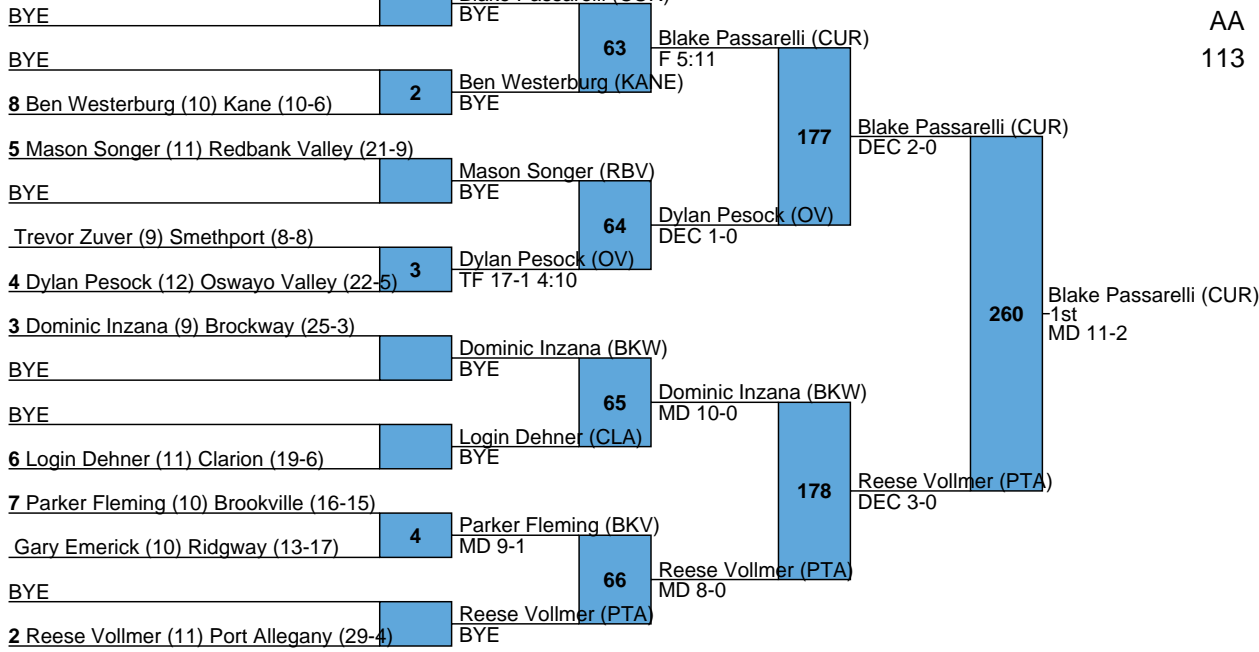 BYE
BYE
BYE
8 Ben Westerburg (10) Kane (10-6)
2
Ben Westerburg (KANE)
BYE
63
Blake Passarelli (CUR)
F 5:11
AA
113
5 Mason Songer (11) Redbank Valley (21-9)
BYE
Mason Songer (RBV)
BYE
Trevor Zuver (9) Smethport (8-8)
4 Dylan Pesock (12) Oswayo Valley (22-5)
3
Dylan Pesock (OV)
TF 17-1 4:10
64
Dylan Pesock (OV)
DEC 1-0
177
Blake Passarelli (CUR)
DEC 2-0
3 Dominic Inzana (9) Brockway (25-3)
BYE
Dominic Inzana (BKW)
BYE
BYE
6 Login Dehner (11) Clarion (19-6)
Login Dehner (CLA)
BYE
65
Dominic Inzana (BKW)
MD 10-0
7 Parker Fleming (10) Brookville (16-15)
Gary Emerick (10) Ridgway (13-17)
4
Parker Fleming (BKV)
MD 9-1
BYE
2 Reese Vollmer (11) Port Allegany (29-4)
Reese Vollmer (PTA)
BYE
66
Reese Vollmer (PTA)
MD 8-0
178
Reese Vollmer (PTA)
DEC 3-0
260
Blake Passarelli (CUR)
1st
MD 11-2